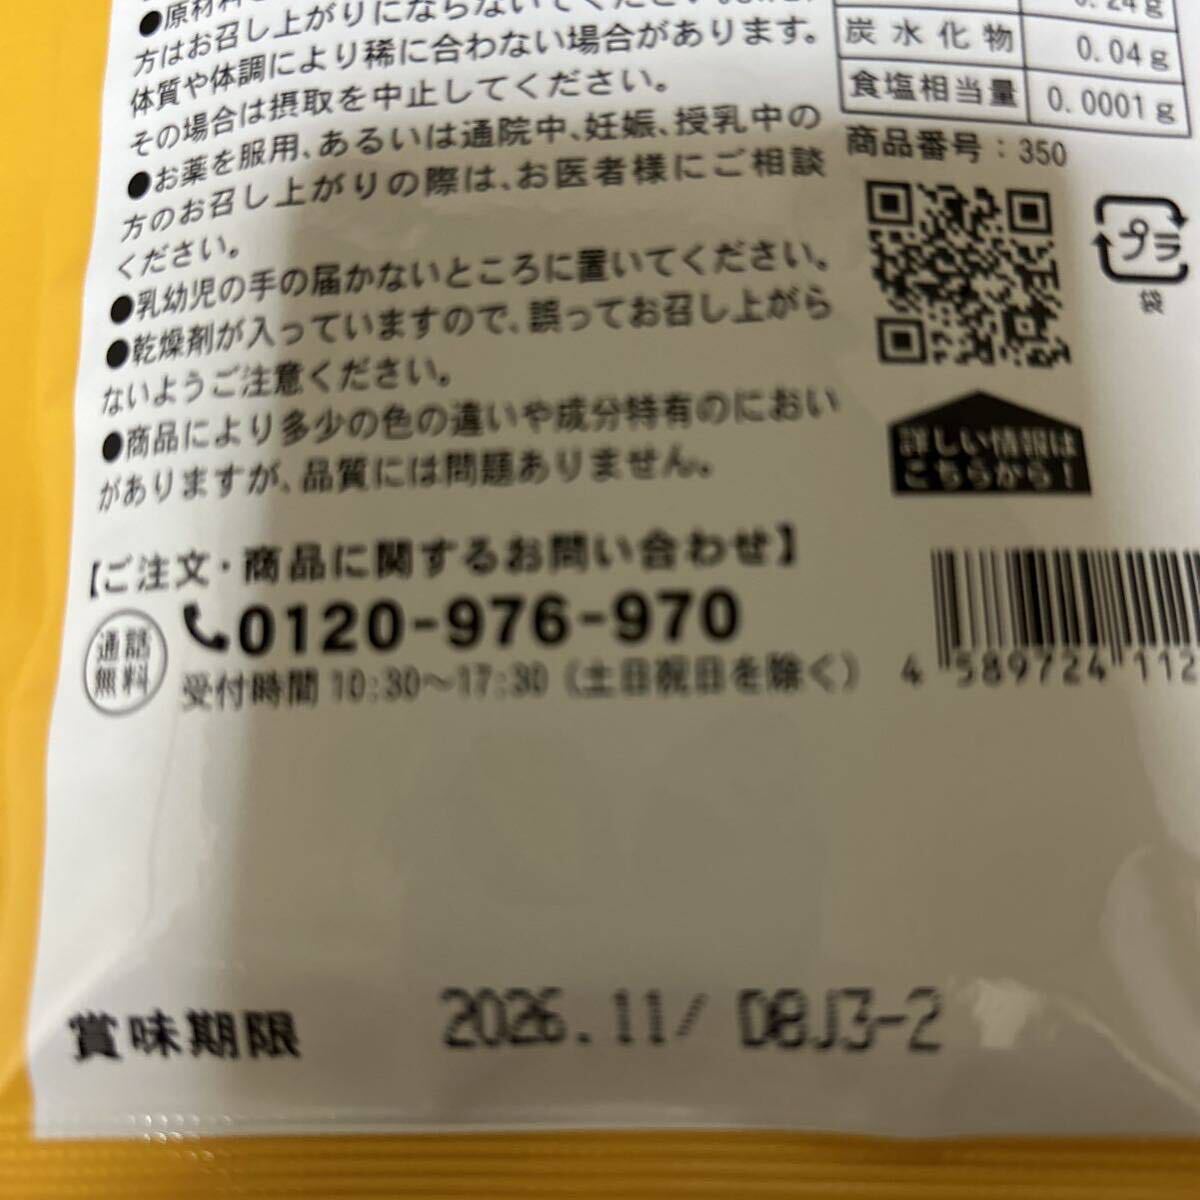 ●原材料
方はお召し上がりにならないでください。
体質や体調により稀に合わない場合があります。
その場合は摂取を中止してください。
●お薬を服用、あるいは通院中、妊娠、授乳中の
方のお召し上がりの際は、お医者様にご相談
ください。
●乳幼児の手の届かないところに置いてください。
●乾燥剤が入っていますので、誤ってお召し上がら
ないようご注意ください。
●商品により多少の色の違いや成分特有のにおい
がありますが、品質には問題ありません。
0.24g
炭水化物 0.04g
食塩相当量 0.0001g
商品番号：350
プラ
袋
詳しい情報は
こちらから！
【ご注文・商品に関するお問い合わせ】
通話
無料
0120-976-970
受付時間 10:30～17:30（土日祝日を除く）
4 589724 112
賞味期限 2026.11/ D8J3-2